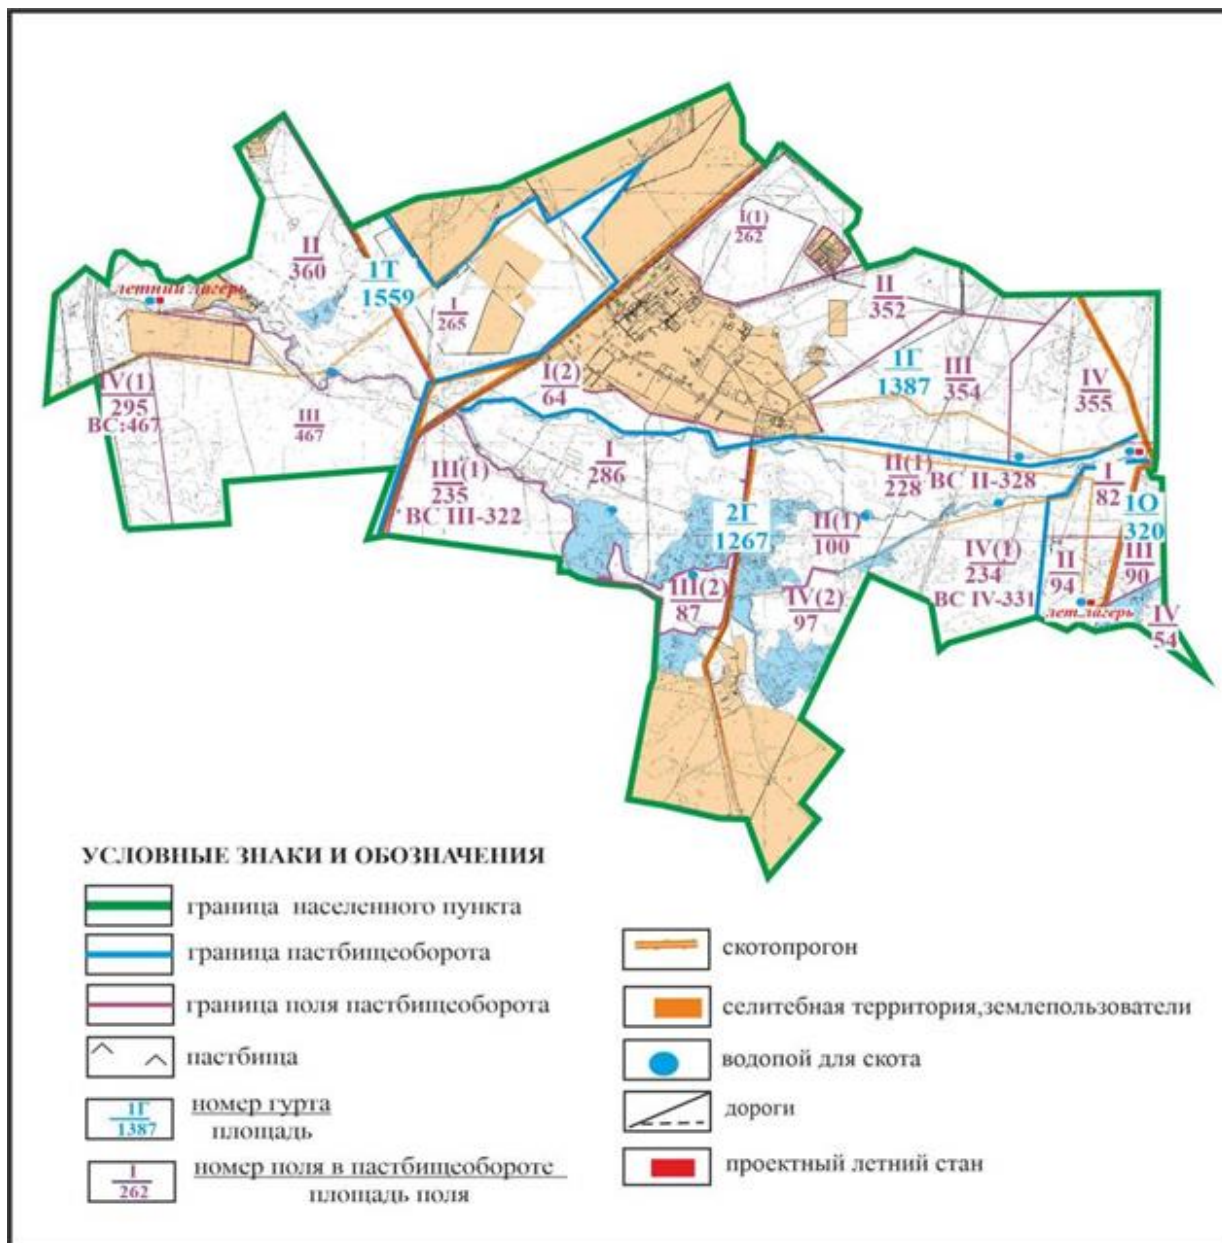 I(1)
262
II
360
1Т
1559
летний лагерь
I
265
II
352
1Г
1387
III
354
IV
355
IV(1)
295
ВС:467
III
467
I(2)
64
I
286
III(1)
235
ВС III-322
II(1)
228
ВС II-328
I
82
1О
320
2Г
1267
II(1)
100
IV(1)
234
ВС IV-331
II
94
III
90
III(2)
87
IV(2)
97
лет.лагерь
IV
54
УСЛОВНЫЕ ЗНАКИ И ОБОЗНАЧЕНИЯ
граница населенного пункта
граница пастбищеоборота
граница поля пастбищеоборота
пастбища
1Г
1387
номер гурта
площадь
I
262
номер поля в пастбищеобороте
площадь поля
скотопрогон
селитебная территория,землепользователи
водопой для скота
дороги
проектный летний стан